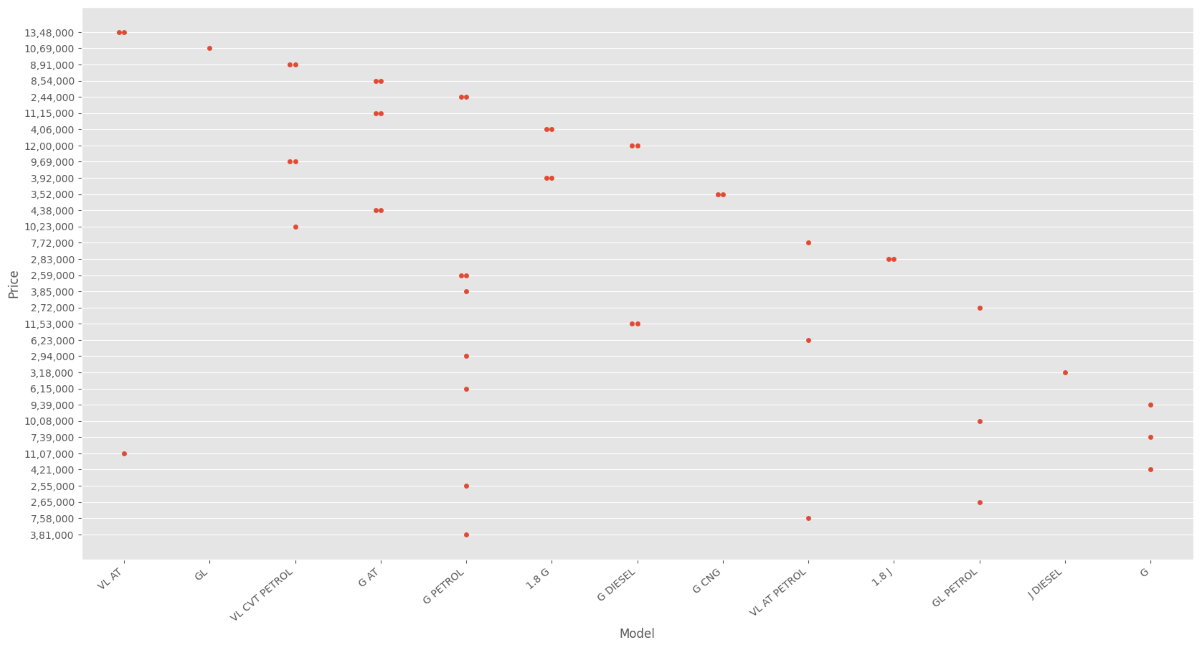 13,48,000
10,69,000
8,91,000
8,54,000
2,44,000
11,15,000
4,06,000
12,00,000
9,69,000
3,92,000
3,52,000
4,38,000
10,23,000
7,72,000
2,83,000
2,59,000
3,85,000
2,72,000
11,53,000
6,23,000
2,94,000
3,18,000
6,15,000
9,39,000
10,08,000
7,39,000
11,07,000
4,21,000
2,55,000
2,65,000
7,58,000
3,81,000
Price
VL AT
GL
VL CVT PETROL
G AT
G PETROL
1.8 G
G DIESEL
G CNG
VL AT PETROL
1.8 J
GL PETROL
J DIESEL
G
Model